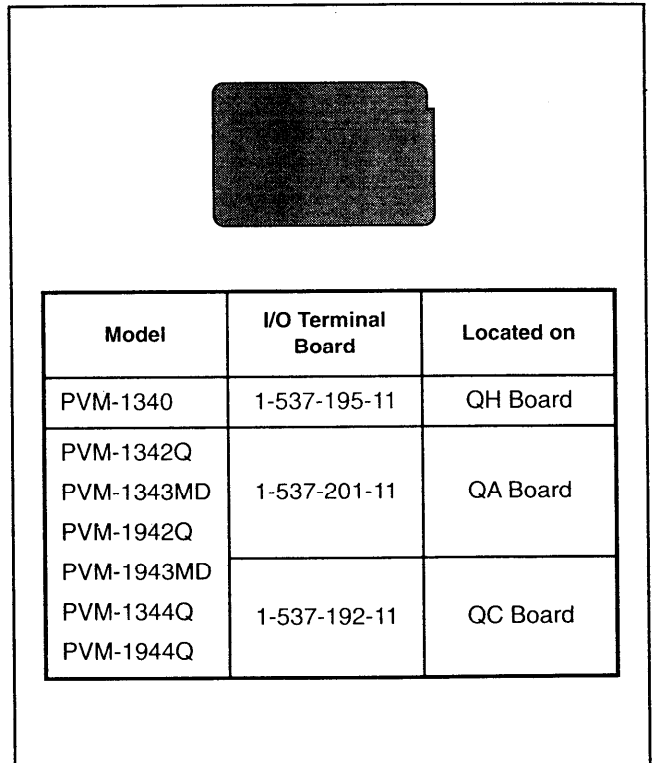 Model I/O Terminal Board Located on
PVM-1340 1-537-195-11 QH Board
PVM-1342Q
PVM-1343MD 1-537-201-11 QA Board
PVM-1942Q
PVM-1943MD
PVM-1344Q 1-537-192-11 QC Board
PVM-1944Q